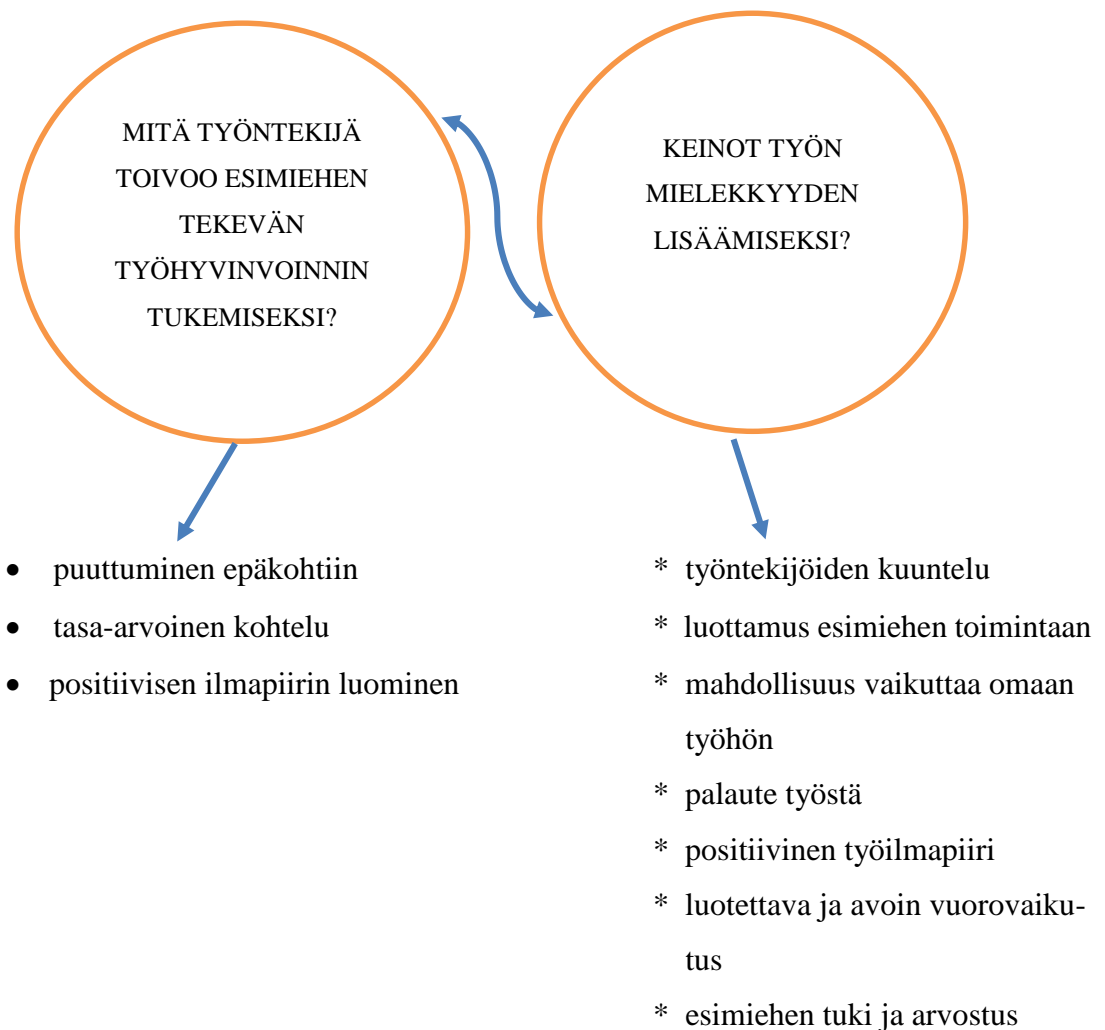 MITÄ TYÖNTEKIJÄ
TOIVOO ESIMIEHEN
TEKEVÄN
TYÖHYVINVOINNIN
TUKEMISEKSI?
KEINOT TYÖN
MIELEKKYYDEN
LISÄÄMISEKSI?
• puuttuminen epäkohtiin
• tasa-arvoinen kohtelu
• positiivisen ilmapiirin luominen
* työntekijöiden kuuntelu
* luottamus esimiehen toimintaan
* mahdollisuus vaikuttaa omaan
työhön
* palaute työstä
* positiivinen työilmapiiri
* luotettava ja avoin vuorovaiku-
tus
* esimiehen tuki ja arvostus